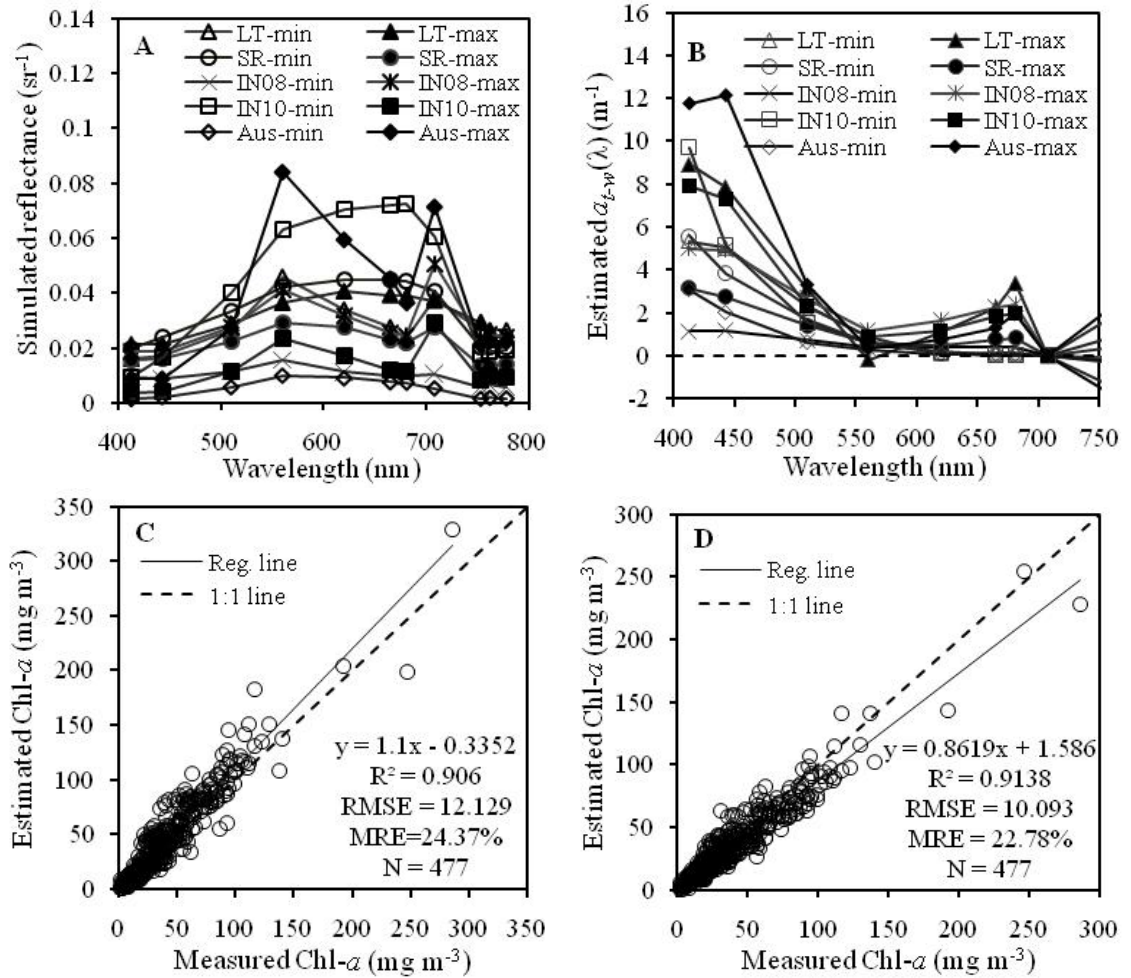 A
Simulated reflectance (sr⁻¹)
0.14
0.12
0.1
0.08
0.06
0.04
0.02
0
LT-min LT-max
SR-min SR-max
IN08-min IN08-max
IN10-min IN10-max
Aus-min Aus-max
400 500 600 700 800
Wavelength (nm)
B
Estimated a_{t-w}(λ) (m⁻¹)
16
14
12
10
8
6
4
2
0
-2
LT-min LT-max
SR-min SR-max
IN08-min IN08-max
IN10-min IN10-max
Aus-min Aus-max
400 450 500 550 600 650 700 750
Wavelength (nm)
C
Estimated Chl-a (mg m⁻³)
350
300
250
200
150
100
50
0
Reg. line
1:1 line
y = 1.1x - 0.3352
R² = 0.906
RMSE = 12.129
MRE=24.37%
N = 477
0 50 100 150 200 250 300 350
Measured Chl-a (mg m⁻³)
D
Estimated Chl-a (mg m⁻³)
300
250
200
150
100
50
0
Reg. line
1:1 line
y = 0.8619x + 1.586
R² = 0.9138
RMSE = 10.093
MRE = 22.78%
N = 477
0 50 100 150 200 250 300
Measured Chl-a (mg m⁻³)